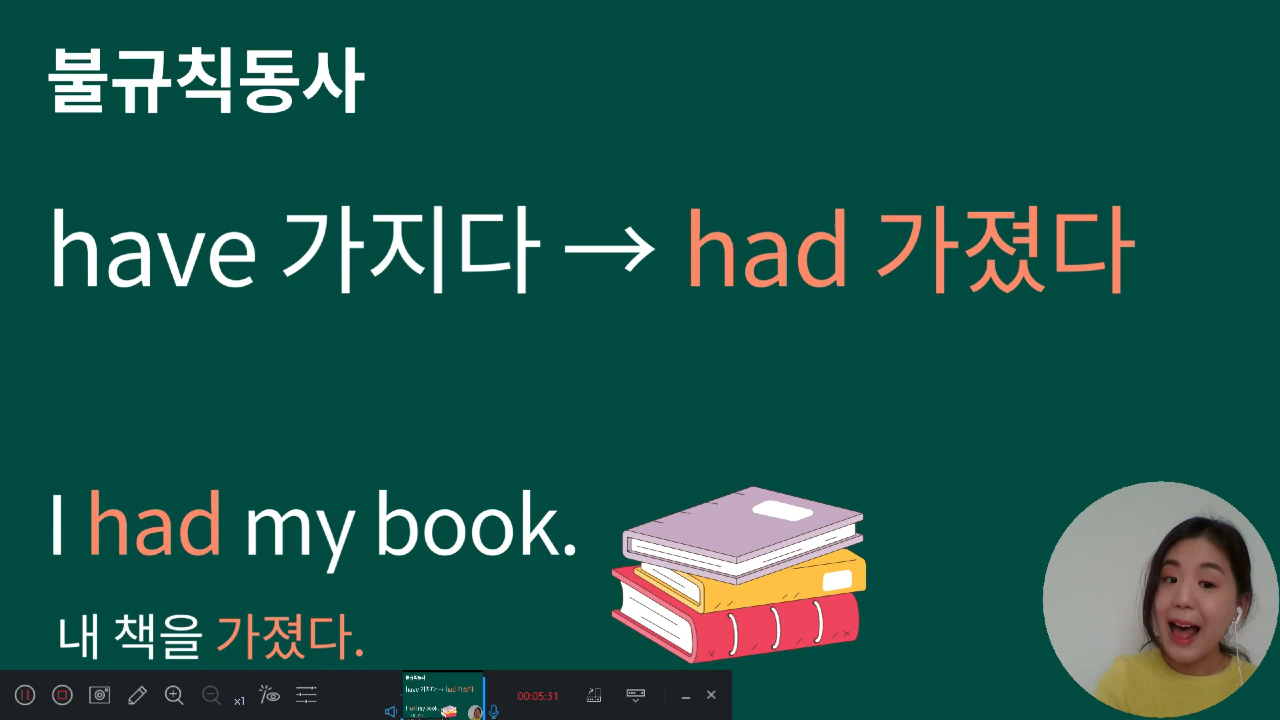 불규칙동사
have 가지다 → had 가졌다
I had my book.
내 책을 가졌다.
x1
00:05:31